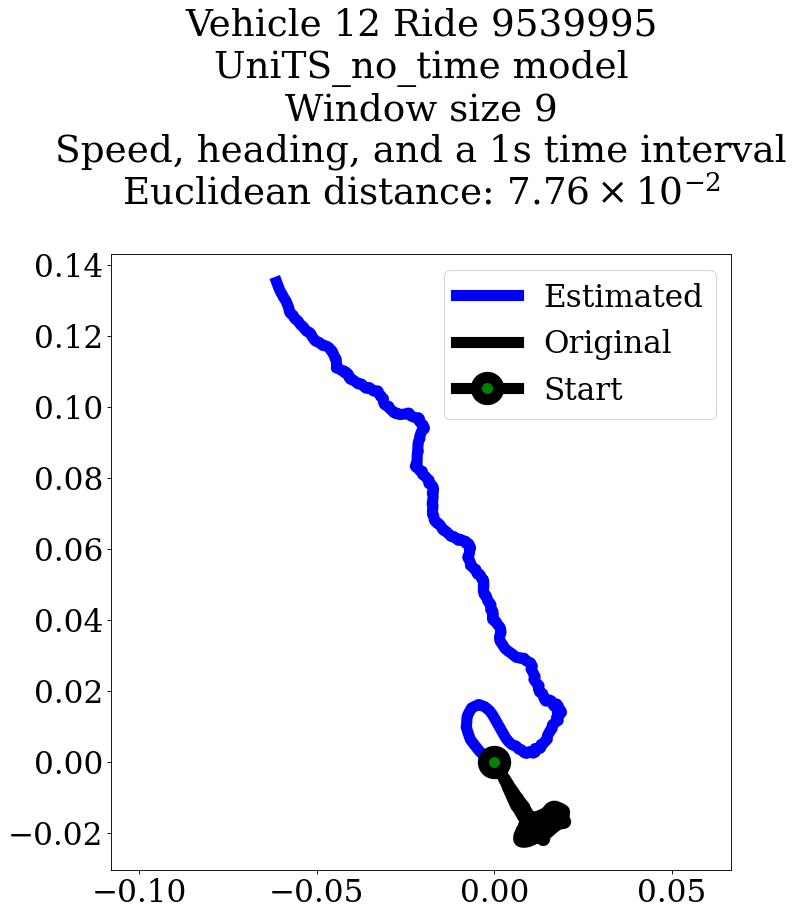 Vehicle 12 Ride 9539995
UniTS_no_time model
Window size 9
Speed, heading, and a 1s time interval
Euclidean distance: 7.76 × 10⁻²
Estimated
Original
Start
0.14
0.12
0.10
0.08
0.06
0.04
0.02
0.00
−0.02
−0.10
−0.05
0.00
0.05